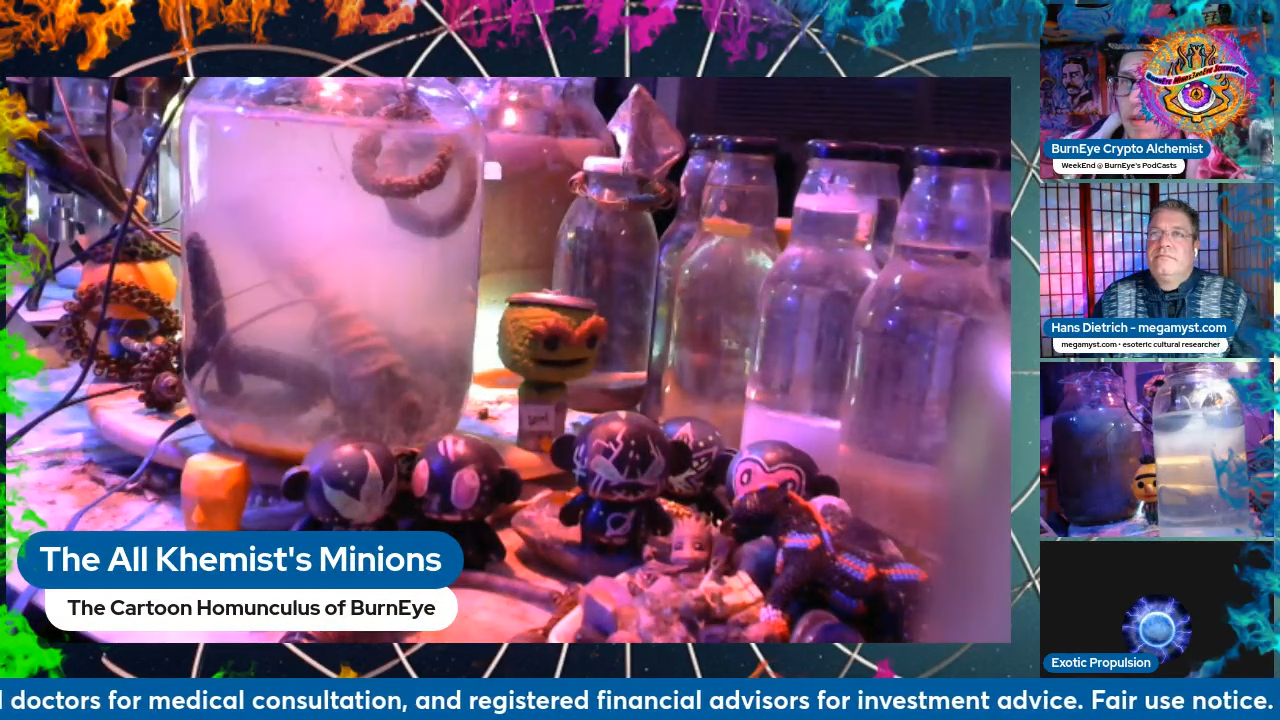 BurnEye Crypto Alchemist
WeekEnd @ BurnEye's PodCasts
Hans Dietrich - megamyst.com
megamyst.com • esoteric cultural researcher
The All Khemist's Minions
The Cartoon Homunculus of BurnEye
Exotic Propulsion
doctors for medical consultation, and registered financial advisors for investment advice. Fair use notice.